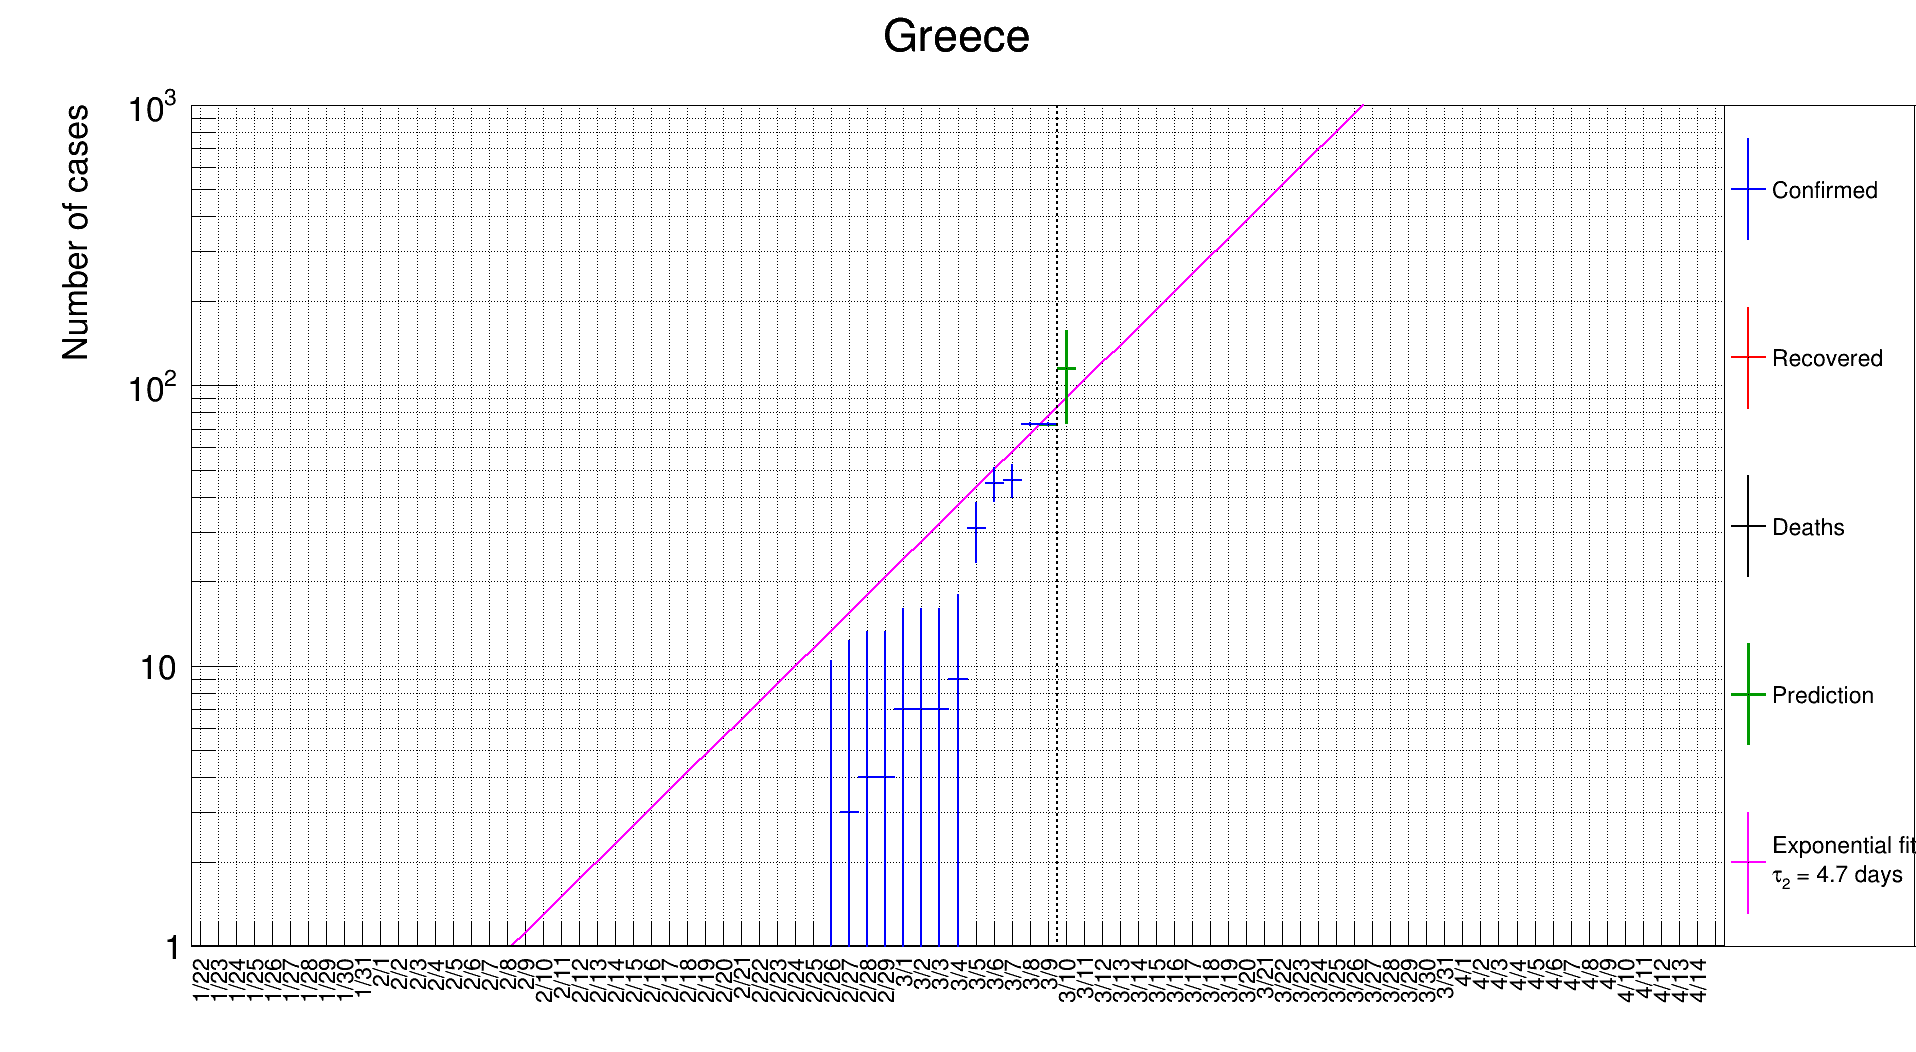 Greece
Number of cases
10³
10²
10
1
1/22 1/23 1/24 1/25 1/26 1/27 1/28 1/29 1/30 1/31 2/1 2/2 2/3 2/4 2/5 2/6 2/7 2/8 2/9 2/10 2/11 2/12 2/13 2/14 2/15 2/16 2/17 2/18 2/19 2/20 2/21 2/22 2/23 2/24 2/25 2/26 2/27 2/28 2/29 3/1 3/2 3/3 3/4 3/5 3/6 3/7 3/8 3/9 3/10 3/11 3/12 3/13 3/14 3/15 3/16 3/17 3/18 3/19 3/20 3/21 3/22 3/23 3/24 3/25 3/26 3/27 3/28 3/29 3/30 3/31 4/1 4/2 4/3 4/4 4/5 4/6 4/7 4/8 4/9 4/10 4/11 4/12 4/13 4/14
Confirmed
Recovered
Deaths
Prediction
Exponential fit
τ₂ = 4.7 days